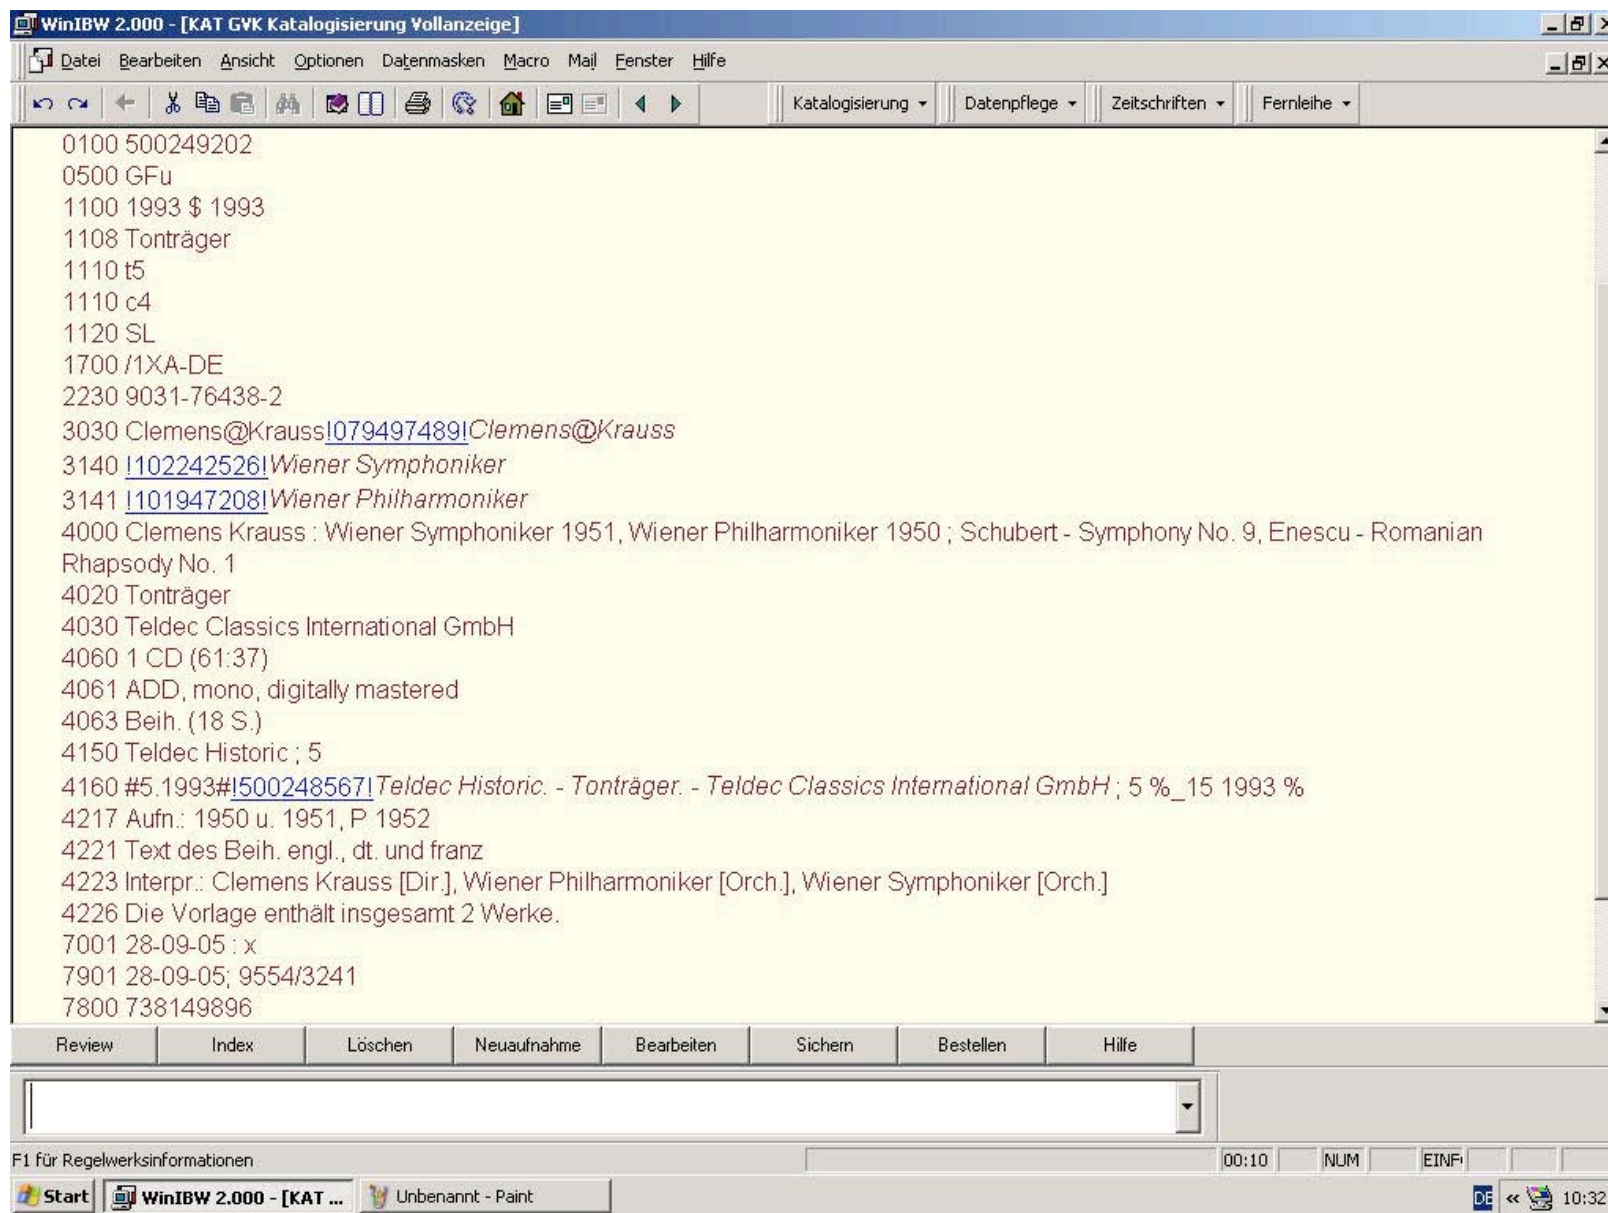 WinIBW 2.000 - [KAT GVK Katalogisierung Vollanzeige]
Datei Bearbeiten Ansicht Optionen Datenmasken Macro Mail Fenster Hilfe
Katalogisierung Datenpflege Zeitschriften Fernleihe
0100 500249202
0500 GFu
1100 1993 $ 1993
1108 Tonträger
1110 t5
1110 c4
1120 SL
1700 /1XA-DE
2230 9031-76438-2
3030 Clemens@Krauss!079497489!Clemens@Krauss
3140 !102242526!Wiener Symphoniker
3141 !101947208!Wiener Philharmoniker
4000 Clemens Krauss : Wiener Symphoniker 1951, Wiener Philharmoniker 1950 ; Schubert - Symphony No. 9, Enescu - Romanian
Rhapsody No. 1
4020 Tonträger
4030 Teldec Classics International GmbH
4060 1 CD (61:37)
4061 ADD, mono, digitally mastered
4063 Beih. (18 S.)
4150 Teldec Historic ; 5
4160 #5.1993#!500248567!Teldec Historic. - Tonträger. - Teldec Classics International GmbH ; 5 %_15 1993 %
4217 Aufn.: 1950 u. 1951, P 1952
4221 Text des Beih. engl., dt. und franz
4223 Interpr.: Clemens Krauss [Dir.], Wiener Philharmoniker [Orch.], Wiener Symphoniker [Orch.]
4226 Die Vorlage enthält insgesamt 2 Werke.
7001 28-09-05 : x
7901 28-09-05; 9554/3241
7800 738149896
Review Index Löschen Neuaufnahme Bearbeiten Sichern Bestellen Hilfe
F1 für Regelwerksinformationen 00:10 NUM EINF
Start WinIBW 2.000 - [KAT ... Unbenannt - Paint DE « 10:32